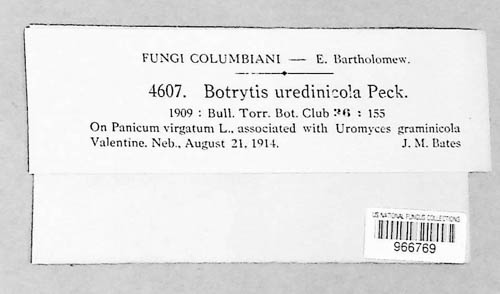 FUNGI COLUMBIANI — E. Bartholomew.
4607. Botrytis uredinicola Peck.
1909 : Bull. Torr. Bot. Club 36 : 155
On Panicum virgatum L., associated with Uromyces graminicola
Valentine, Neb., August 21, 1914. J. M. Bates
US NATIONAL FUNGUS COLLECTIONS
966769